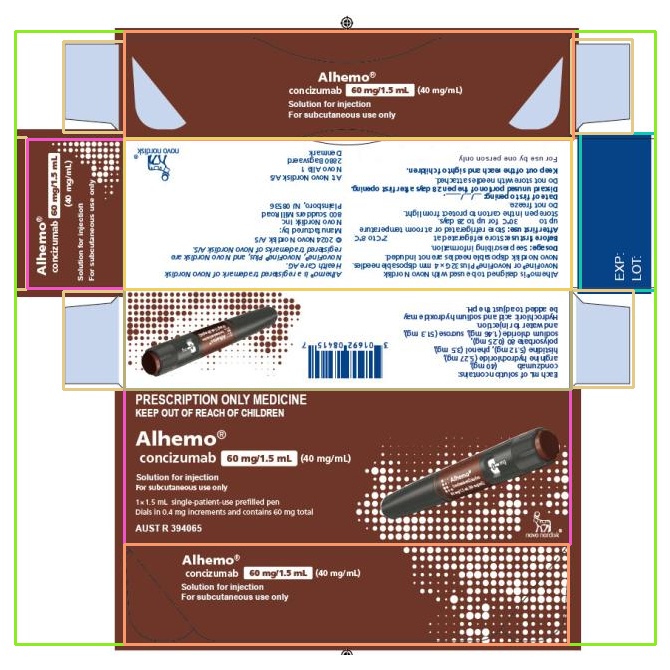 Alhemo®
concizumab 60 mg/1.5 mL (40 mg/mL)
Solution for injection
For subcutaneous use only
Alhemo®
concizumab 60 mg/1.5 mL
(40 mg/mL)
Solution for injection
For subcutaneous use only
Alhemo® is a registered trademark of Novo Nordisk
Health Care AG.
Novofine®, Novofine® Plus, and Novo Nordisk are
registered trademarks of Novo Nordisk A/S.
© 2024 Novo Nordisk A/S
Manufactured by:
Novo Nordisk Inc.
800 Scudders Mill Road
Plainsboro, NJ 08536
At Novo Nordisk A/S
Novo Allé 1
2880 Bagsvaerd
Denmark
novo nordisk
Alhemo® is designed to be used with Novo Nordisk
NovoFine® or NovoFine® Plus 32G x 4 mm disposable needles.
Novo Nordisk disposable needles are not included.
Dosage: See prescribing information.
Before first use: Store refrigerated at 2°C to 8°C
After first use: Store refrigerated or at room temperature
up to 30°C for up to 28 days.
Store pen in the carton to protect from light.
Do not freeze
Date of first opening: __/__/__.
Discard unused portion of the pen 28 days after first opening.
Do not store with needles attached.
Keep out of the reach and sight of children.
For use by one person only
EXP:
LOT:
Each mL of solution contains:
concizumab (40 mg)
arginine hydrochloride (5.27 mg),
histidine (5.12 mg), phenol (3.5 mg),
polysorbate 80 (0.25 mg),
sodium chloride (1.46 mg), sucrose (51.3 mg),
and water for injection.
Hydrochloric acid and sodium hydroxide may
be added to adjust the pH.
3 01692 08415 7
Alhemo®
PRESCRIPTION ONLY MEDICINE
KEEP OUT OF REACH OF CHILDREN
Alhemo®
concizumab 60 mg/1.5 mL (40 mg/mL)
Solution for injection
For subcutaneous use only
1 x 1.5 mL single-patient-use prefilled pen
Dials in 0.4 mg increments and contains 60 mg total
AUST R 394065
Alhemo®
novo nordisk
Alhemo®
concizumab 60 mg/1.5 mL (40 mg/mL)
Solution for injection
For subcutaneous use only